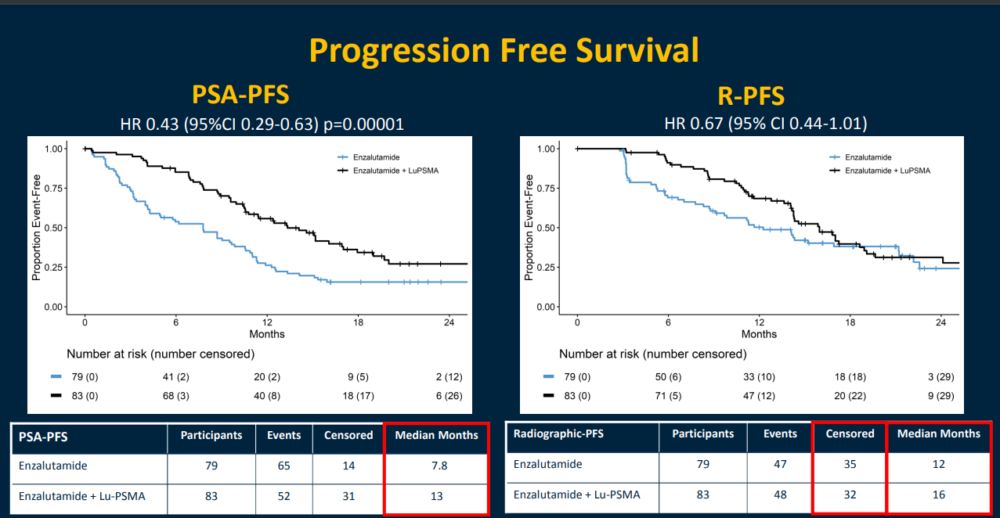 Progression Free Survival
PSA-PFS
HR 0.43 (95%CI 0.29-0.63) p=0.00001
Proportion Event-Free
1.00
0.75
0.50
0.25
0.00
Enzalutamide
Enzalutamide + LuPSMA
0 6 12 18 24
Months
Number at risk (number censored)
79 (0) 41 (2) 20 (2) 9 (5) 2 (12)
83 (0) 68 (3) 40 (8) 18 (17) 6 (26)
PSA-PFS Participants Events Censored Median Months
Enzalutamide 79 65 14 7.8
Enzalutamide + Lu-PSMA 83 52 31 13
R-PFS
HR 0.67 (95% CI 0.44-1.01)
Proportion Event-Free
1.00
0.75
0.50
0.25
0.00
Enzalutamide
Enzalutamide + LuPSMA
0 6 12 18 24
Months
Number at risk (number censored)
79 (0) 50 (6) 33 (10) 18 (18) 3 (29)
83 (0) 71 (5) 47 (12) 20 (22) 9 (29)
Radiographic-PFS Participants Events Censored Median Months
Enzalutamide 79 47 35 12
Enzalutamide + Lu-PSMA 83 48 32 16